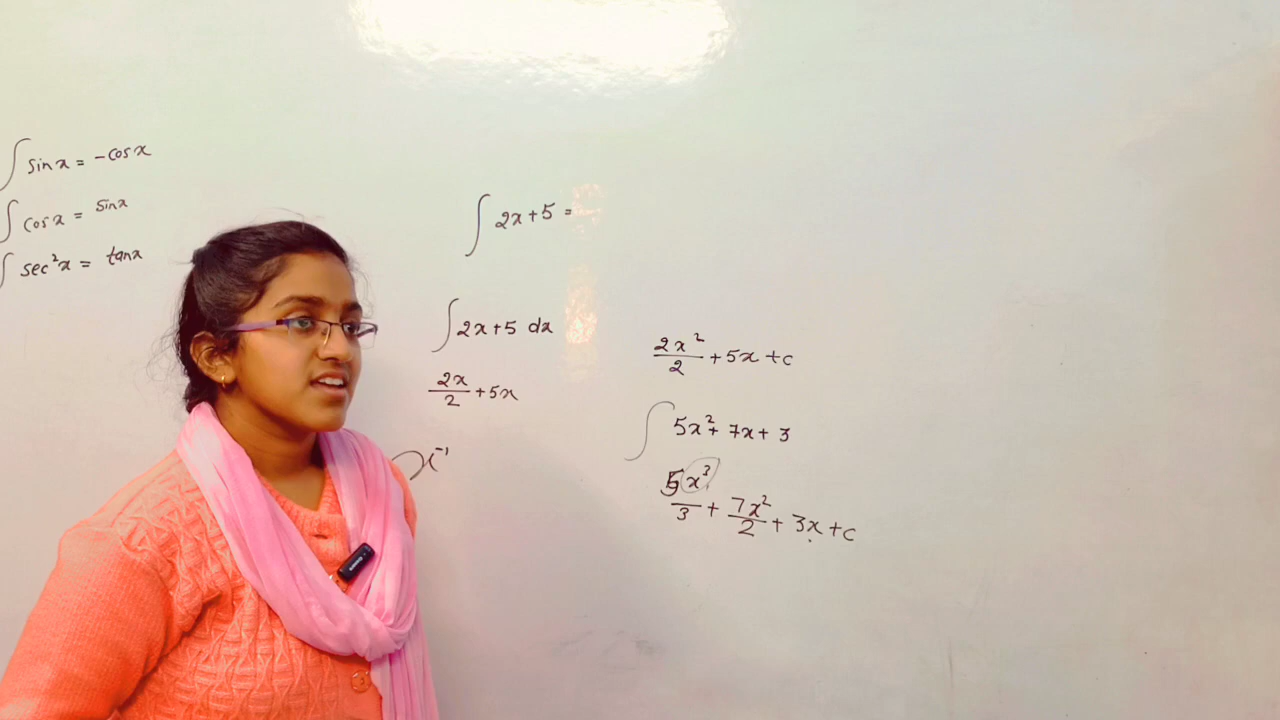 ∫ sin x = -cos x
∫ cos x = sin x
∫ sec²x = tan x
∫ 2x+5 =
∫ 2x+5 dx
2x/2 + 5x
x⁻¹
2x²/2 + 5x + c
∫ 5x² + 7x + 3
5x³/3 + 7x²/2 + 3x + c